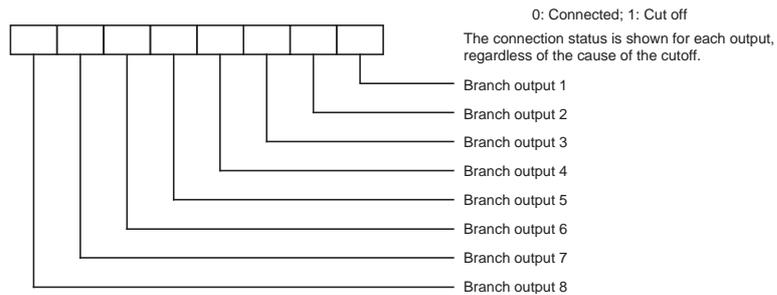 0: Connected; 1: Cut off
The connection status is shown for each output,
regardless of the cause of the cutoff.
Branch output 1
Branch output 2
Branch output 3
Branch output 4
Branch output 5
Branch output 6
Branch output 7
Branch output 8